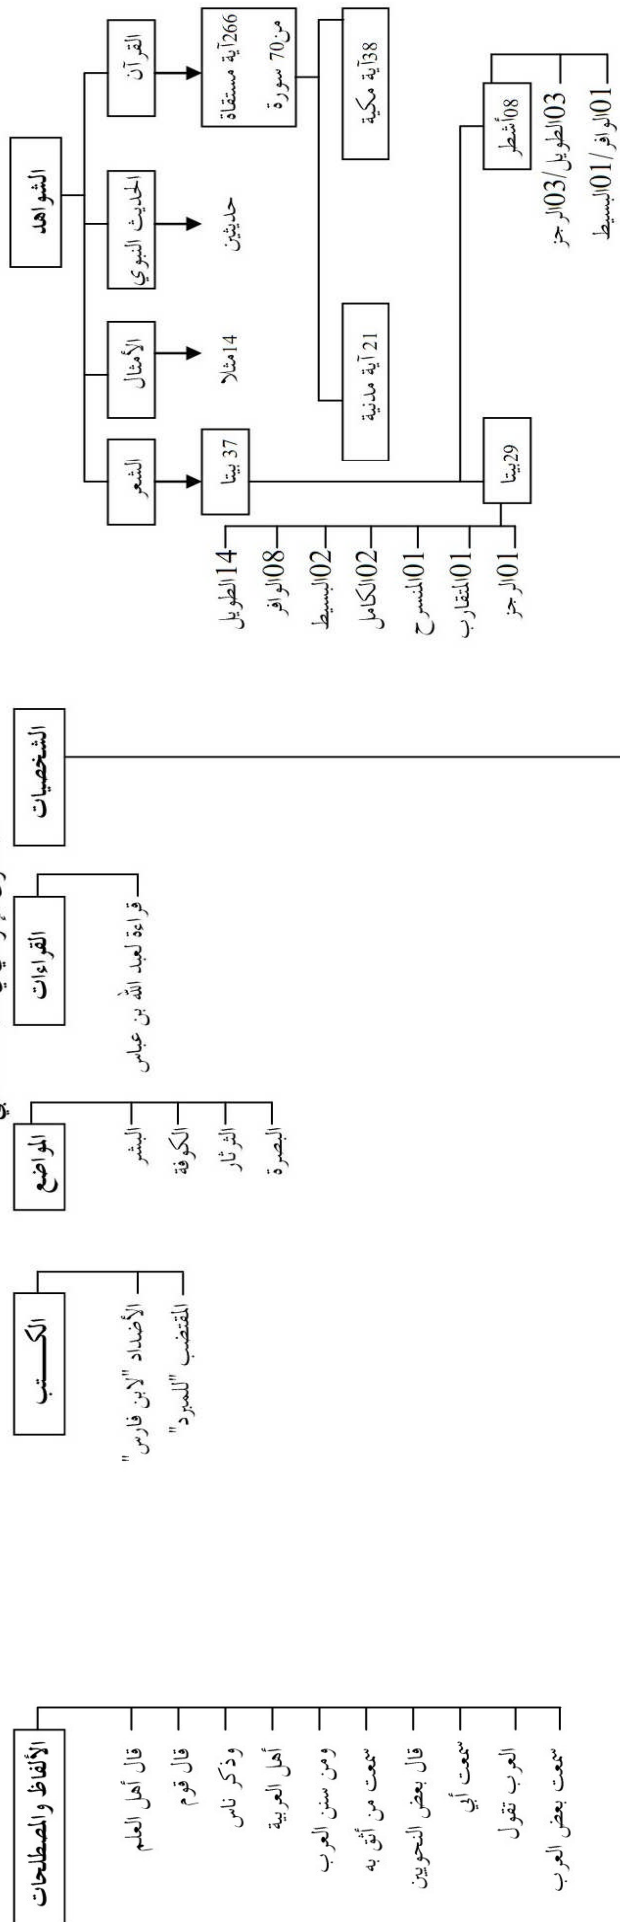 الشواهد
القرآن
الحديث النبوي
الأمثال
الشعر
266آية مستقاة
من70 سورة
حديثين
14مثلا
37 بيتا
38آية مكية
21 آية مدنية
08أشطر
03الطويل/03الرجز
01الوافر/01البسيط
29بيتا
14الطويل
08الوافر
02البسيط
02الكامل
01المنسرح
01المتقارب
01الرجز
الشخصيات
القراءات
قراءة لعبد الله بن عباس
المواضع
البشر
الكوفة
الثرثار
البصرة
الكـــتب
الأضداد "لابن فارس"
المقتضب "للمبرد"
الألفاظ والمصطلحات
قال أهل العلم
قال قوم
وذكر ناس
أهل العربية
ومن سنن العرب
سمعت من أثق به
قال بعض النحويين
سمعت أبي
العرب تقول
سمعت بعض العرب